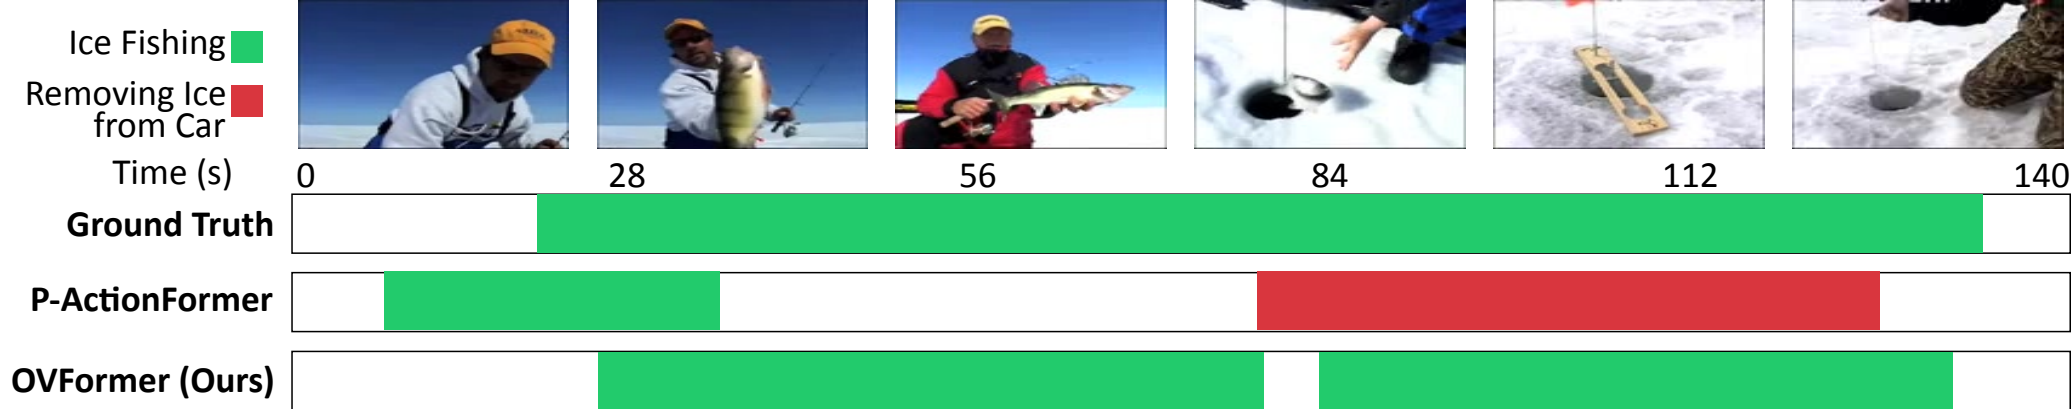 Ice Fishing
Removing Ice
from Car
Time (s)
0 28 56 84 112 140
Ground Truth
P-ActionFormer
OVFormer (Ours)